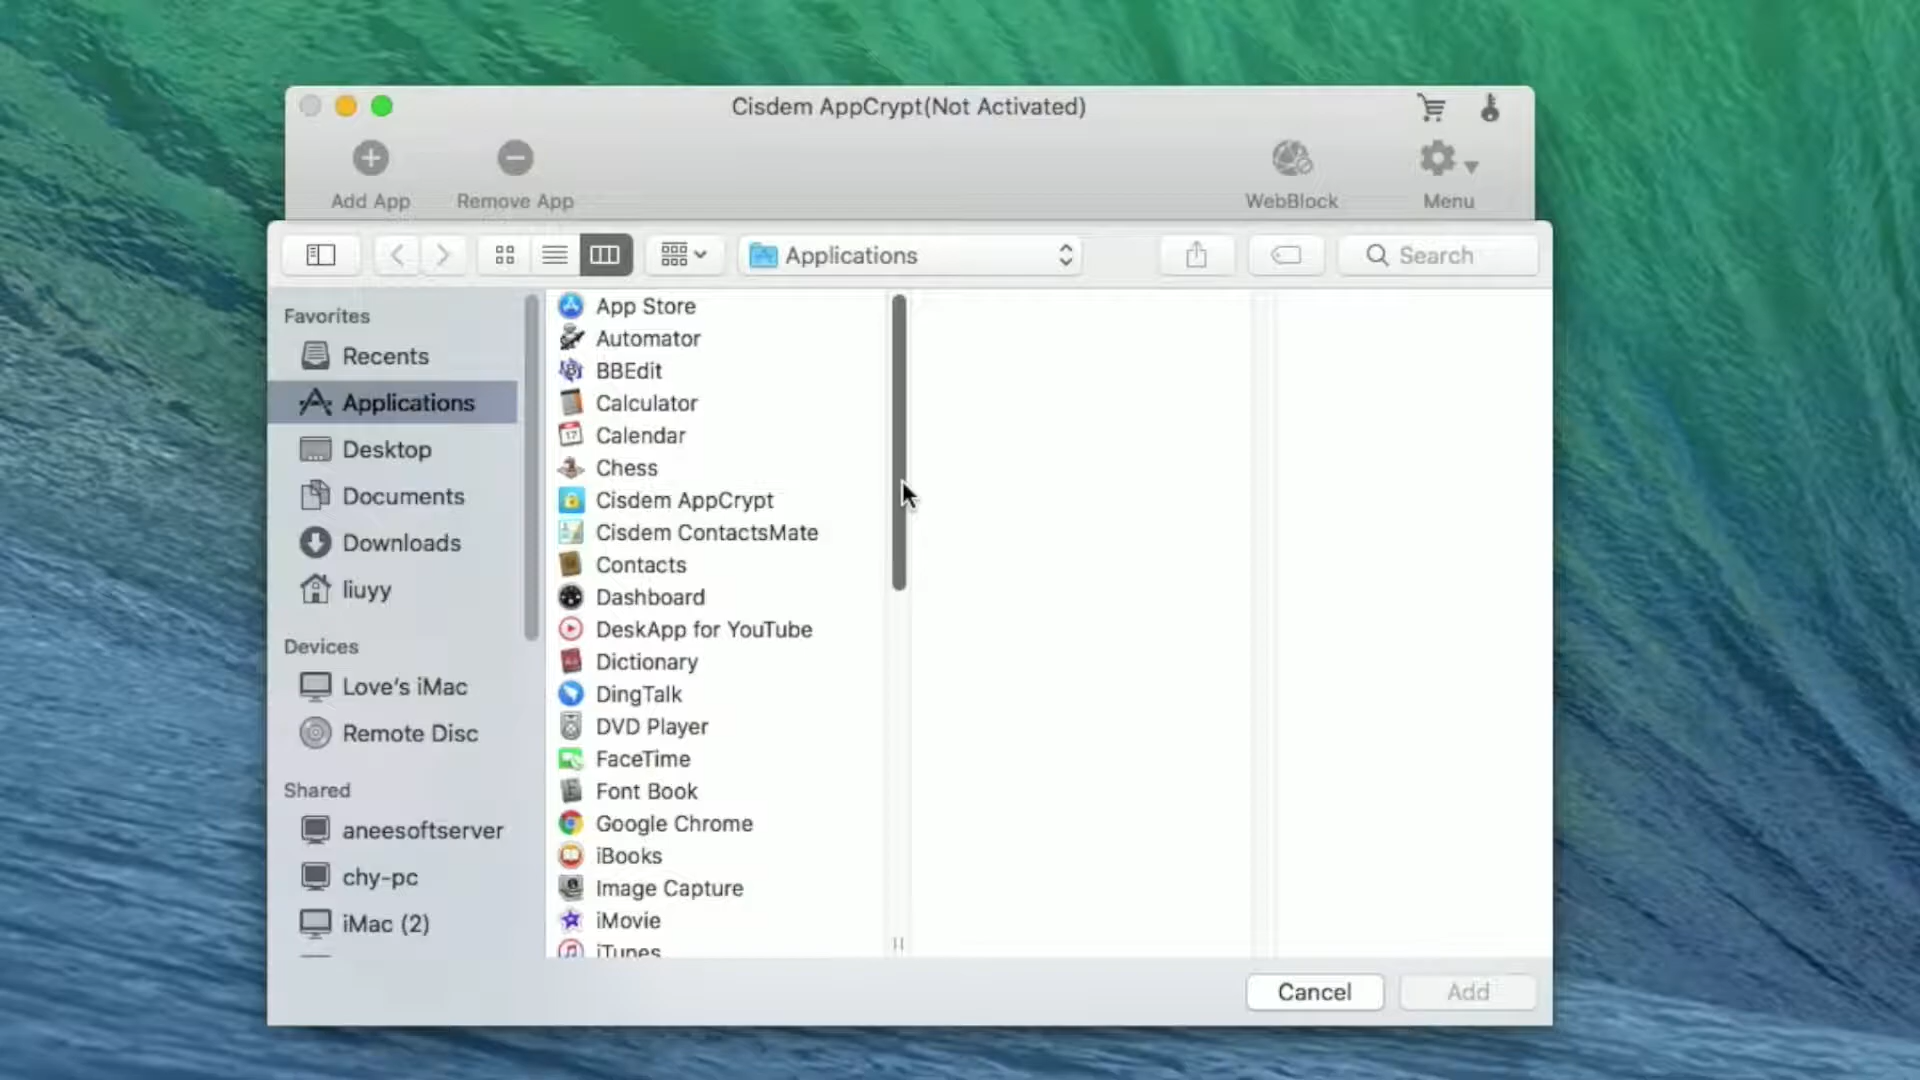 Cisdem AppCrypt(Not Activated)
Add App
Remove App
WebBlock
Menu
Applications
Search
Favorites
Recents
Applications
Desktop
Documents
Downloads
liuyy
Devices
Love's iMac
Remote Disc
Shared
aneesoftserver
chy-pc
iMac (2)
App Store
Automator
BBEdit
Calculator
17
Calendar
Chess
Cisdem AppCrypt
Cisdem ContactsMate
Contacts
Dashboard
DeskApp for YouTube
Dictionary
DingTalk
DVD Player
FaceTime
Font Book
Google Chrome
iBooks
Image Capture
iMovie
iTunes
Cancel
Add